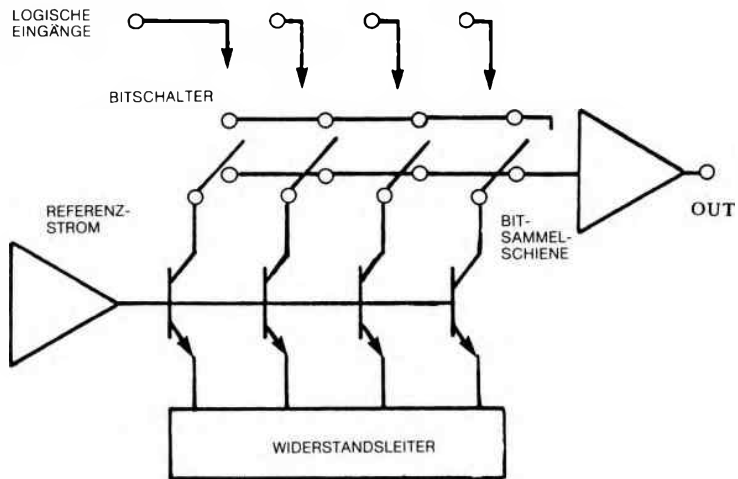 LOGISCHE
EINGÄNGE
BITSCHALTER
REFERENZ-
STROM
BIT-
SAMMEL-
SCHIENE
OUT
WIDERSTANDSLEITER